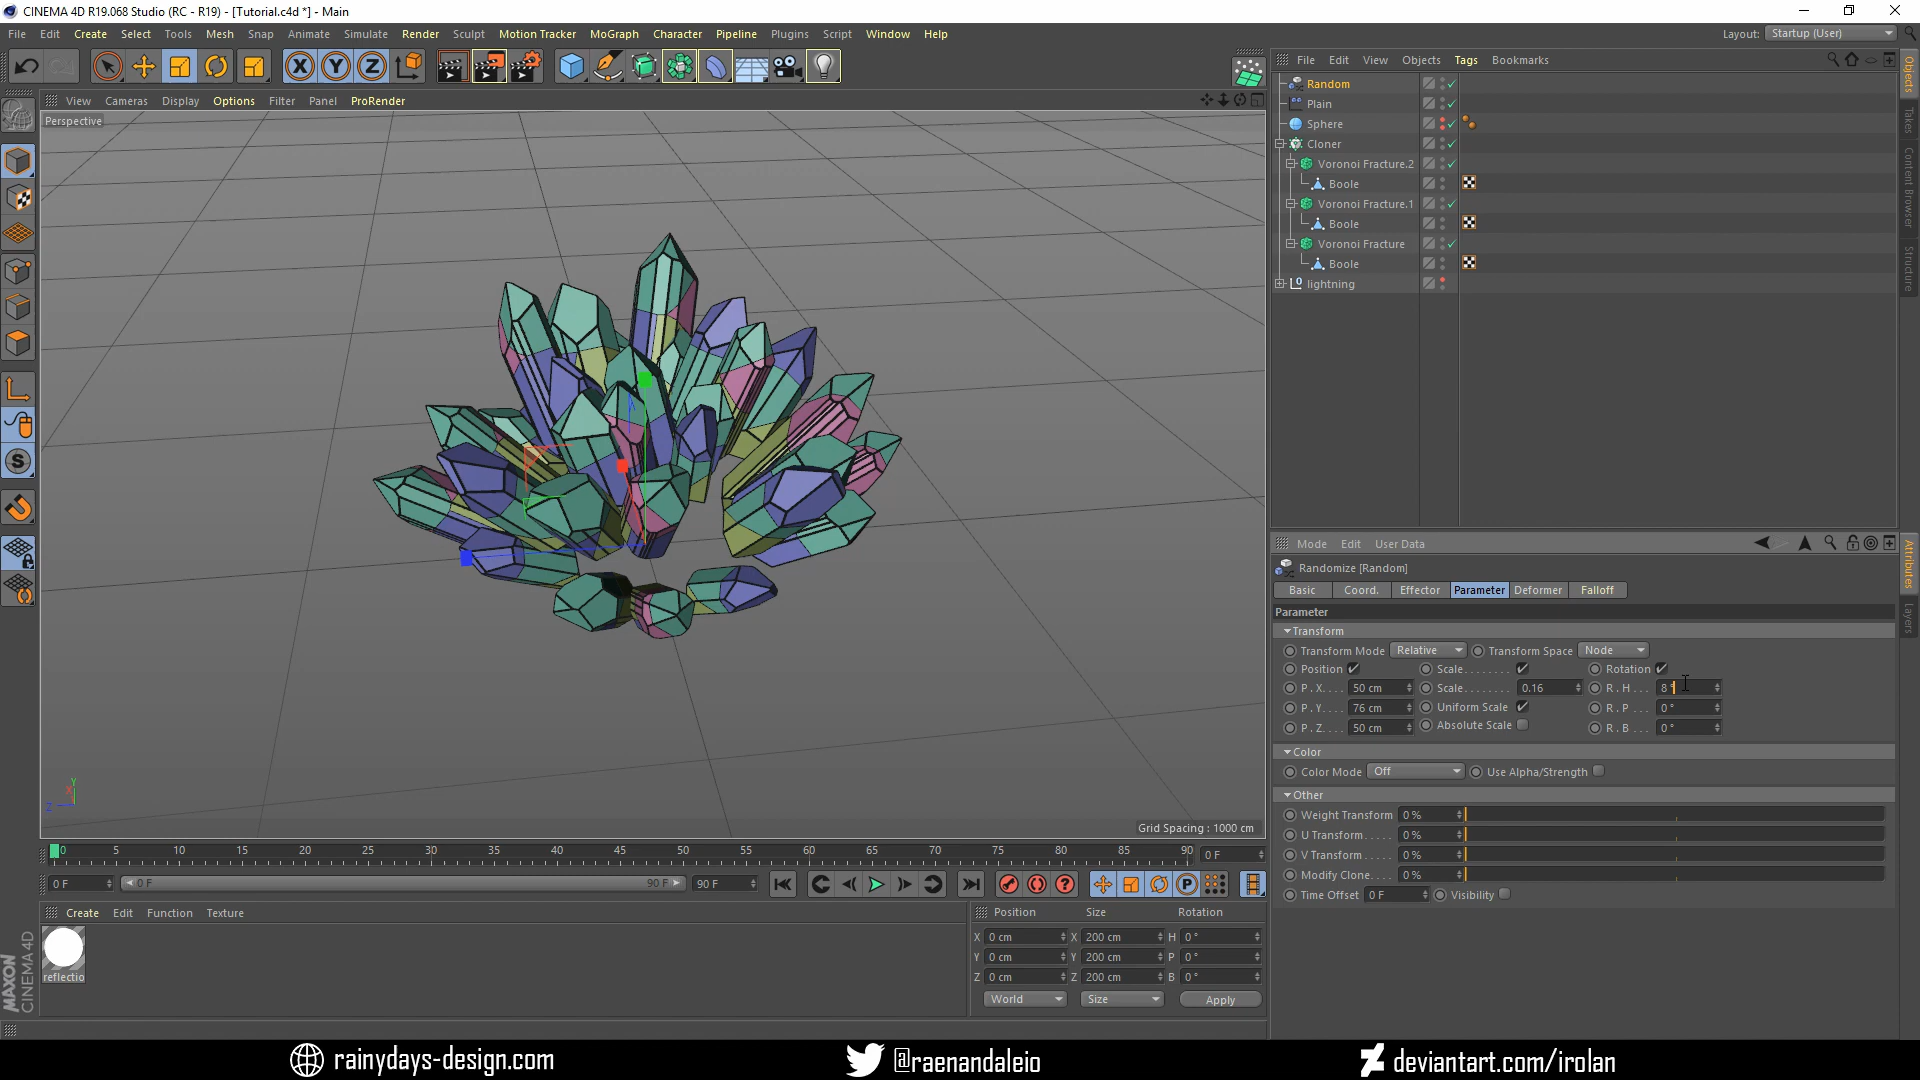 CINEMA 4D R19.068 Studio (RC - R19) - [Tutorial.c4d *] - Main
File Edit Create Select Tools Mesh Snap Animate Simulate Render Sculpt Motion Tracker MoGraph Character Pipeline Plugins Script Window Help
Layout: Startup (User)
X Y Z
File Edit View Objects Tags Bookmarks
View Cameras Display Options Filter Panel ProRender
Perspective
Random
Plain
Sphere
Cloner
Voronoi Fracture.2
Boole
Voronoi Fracture.1
Boole
Voronoi Fracture
Boole
lightning
Objects
Takes
Content Browser
Structure
Mode Edit User Data
Randomize [Random]
Basic Coord. Effector Parameter Deformer Falloff
Parameter
Transform
Transform Mode Relative Transform Space Node
Position Scale........ Rotation
P . X.... 50 cm Scale........ 0.16 R . H ... 8 °
P . Y.... 76 cm Uniform Scale R . P .... 0 °
P . Z.... 50 cm Absolute Scale R . B .... 0 °
Color
Color Mode Off Use Alpha/Strength
Other
Weight Transform 0 %
U Transform..... 0 %
V Transform..... 0 %
Modify Clone.... 0 %
Time Offset 0 F Visibility
Attributes
Layers
Y
X
Z
Grid Spacing : 1000 cm
0 5 10 15 20 25 30 35 40 45 50 55 60 65 70 75 80 85 90 0 F
0 F 0 F 90 F 90 F
Create Edit Function Texture
reflectio
MAXON
CINEMA 4D
Position Size Rotation
X 0 cm X 200 cm H 0 °
Y 0 cm Y 200 cm P 0 °
Z 0 cm Z 200 cm B 0 °
World Size Apply
rainydays-design.com @raenandaleio deviantart.com/irolan